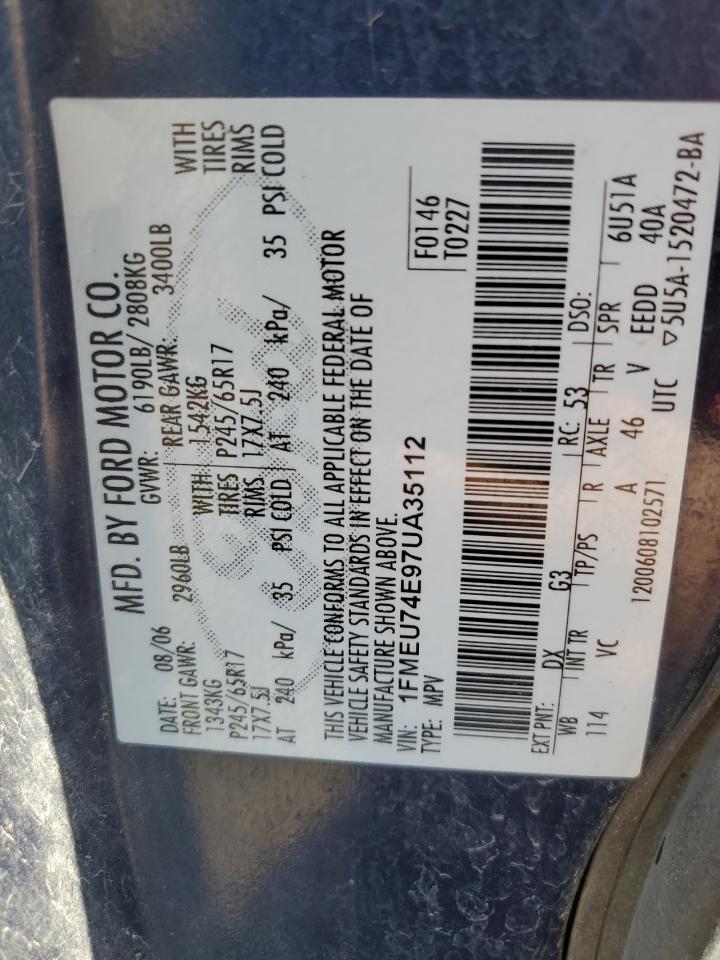 MFD. BY FORD MOTOR CO.
DATE: 08/06 GVWR: 6190LB/ 2808KG
FRONT GAWR: 2960LB REAR GAWR: 3400LB
1343KG WITH 1542KG WITH
P245/65R17 TIRES P245/65R17 TIRES
17X7.5J RIMS 17X7.5J RIMS
AT 240 kPa/ 35 PSI COLD AT 240 kPa/ 35 PSI COLD
THIS VEHICLE CONFORMS TO ALL APPLICABLE FEDERAL MOTOR
VEHICLE SAFETY STANDARDS IN EFFECT ON THE DATE OF
MANUFACTURE SHOWN ABOVE.
VIN: 1FMEU74E97UA35112 F0146
TYPE: MPV T0227
EXT PNT: DX G3 RC: 53 DSO:
WB INT TR TP/PS R AXLE TR SPR 6U51A
114 VC A 46 V EEDD 40A
1200608102571 UTC ▽5U5A-1520472-BA